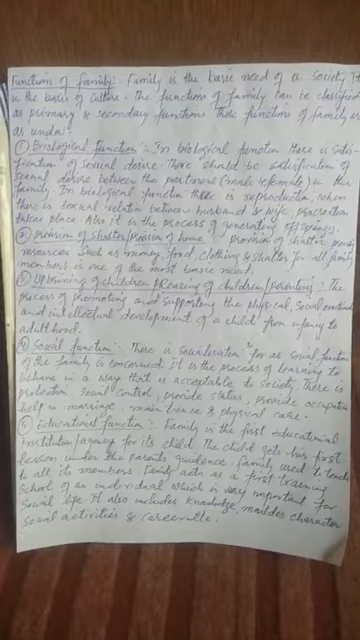 Functions of family:- Family is the basic need of a society. It
is the basis of culture. The functions of family can be classified
as primary & secondary functions these functions of family are
as under:
① Biological function:- In biological function there is satis-
fication of sexual desire. There should be satisfication of
sexual desire between the partners (male & female) in the
family. In biological function there is reproduction, where
there is sexual relation between husband & wife procreation
takes place. Also it is the process of generating offsprings.
② provision of shelter/provision of home:- provision of shelter provide
resources such as money, food, clothing & shelter for all family
members is one of the most basic need.
③ Upbrining of children/Rearing of children/parenting:- The
process of promoting and supporting the physical, social emotional
and intellectual development of a child from infancy to
adulthood.
④ Social function:- There is socialisation for as social function
of the family is concerned. it is the process of learning to
behave in a way that is acceptable to society. There is
protection, social control, provide status, provide occupation
help in marriage, & physical care.
⑤ Educational function:- Family is the first educational
institution/agency for its child. The child gets his first
lesson under the parents guidence. family used to teach
to all its members. Family acts as a first training
school of an individual which is very important for
social life. It also includes knowledge, moulds character
social activities & career etc.